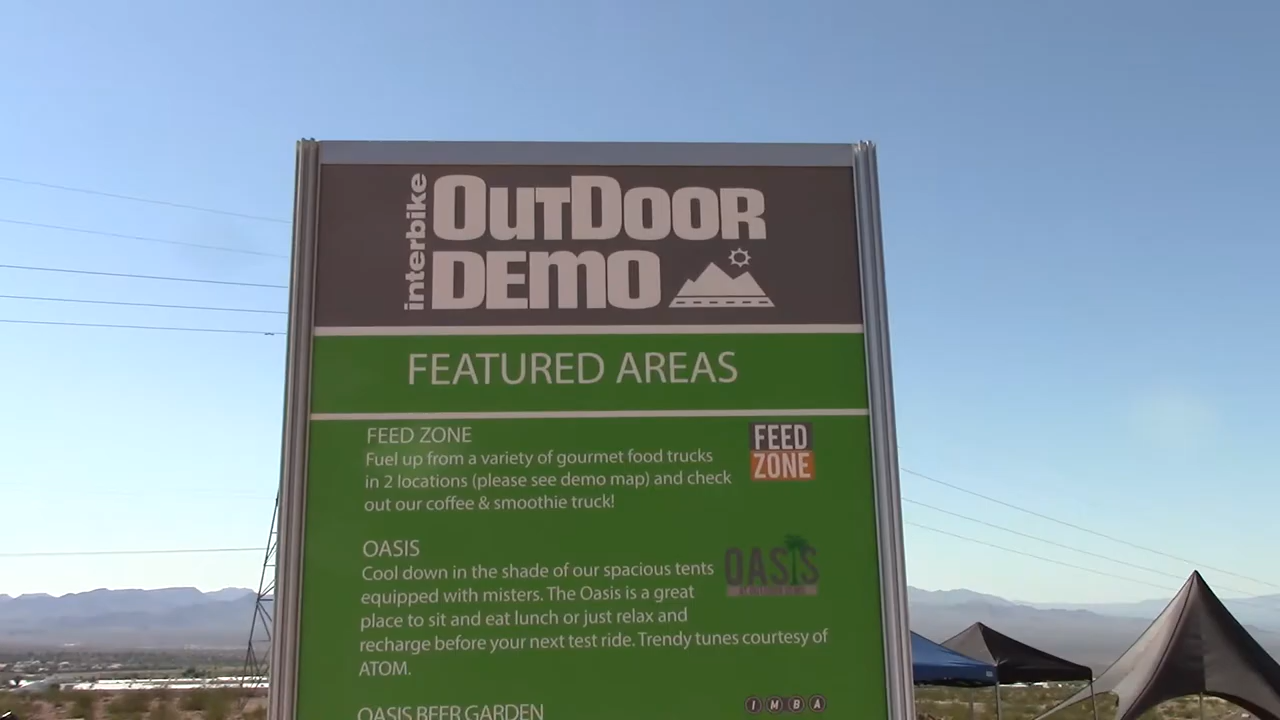 interbike
OUTDOOR
DEMO
FEATURED AREAS
FEED ZONE
Fuel up from a variety of gourmet food trucks
in 2 locations (please see demo map) and check
out our coffee & smoothie truck!
FEED
ZONE
OASIS
Cool down in the shade of our spacious tents
equipped with misters. The Oasis is a great
place to sit and eat lunch or just relax and
recharge before your next test ride. Trendy tunes courtesy of
ATOM.
OASIS
OASIS BEER GARDEN
IMBA